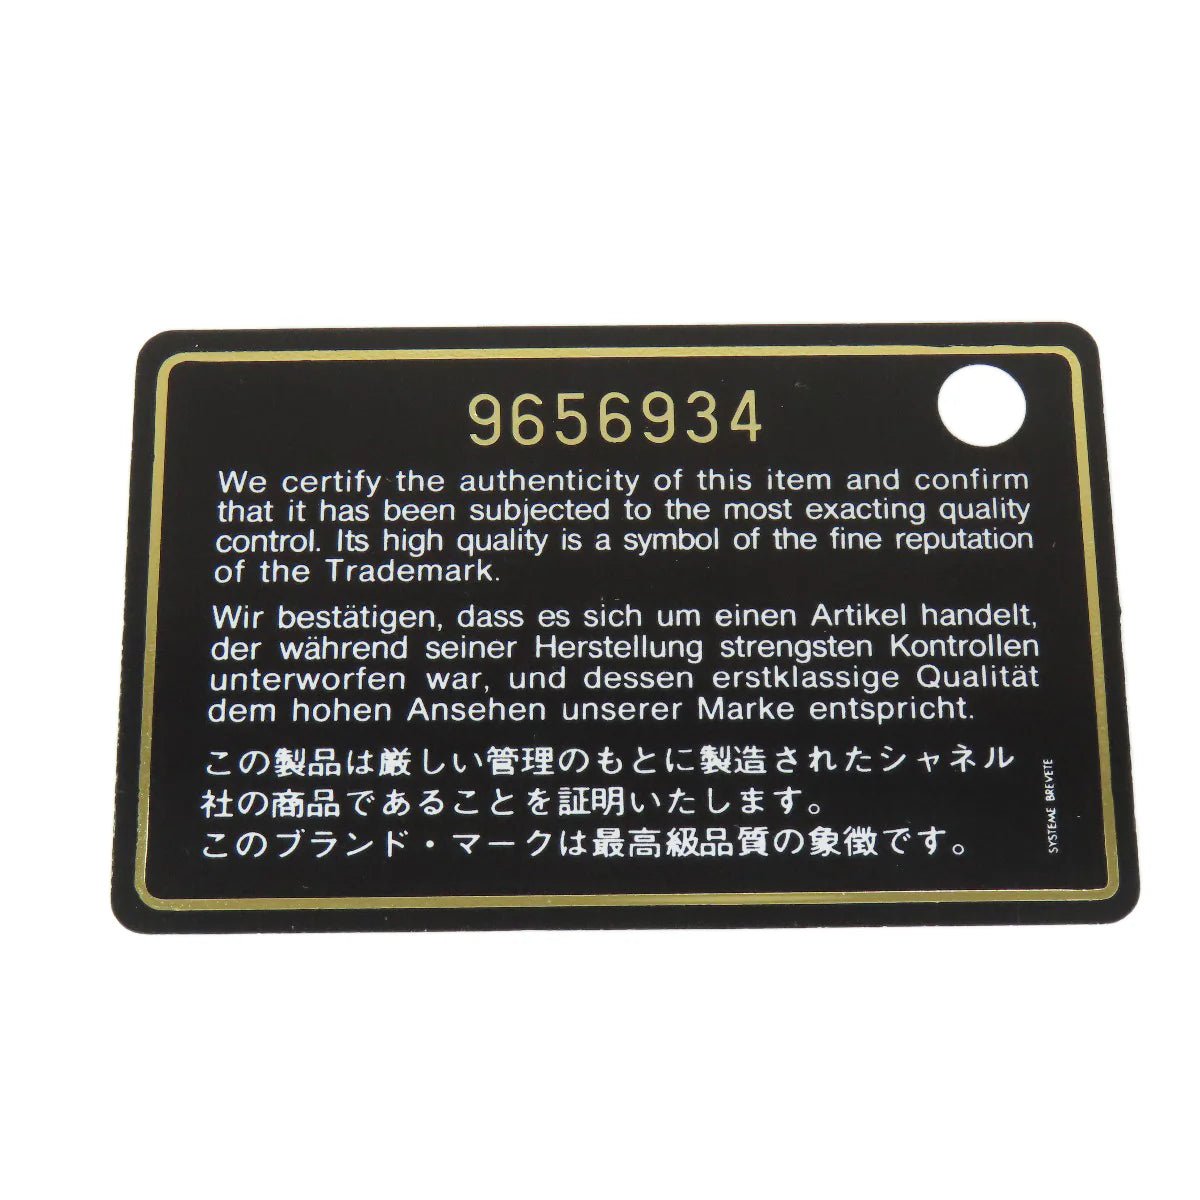 9656934
We certify the authenticity of this item and confirm
that it has been subjected to the most exacting quality
control. Its high quality is a symbol of the fine reputation
of the Trademark.
Wir bestätigen, dass es sich um einen Artikel handelt,
der während seiner Herstellung strengsten Kontrollen
unterworfen war, und dessen erstklassige Qualität
dem hohen Ansehen unserer Marke entspricht.
この製品は厳しい管理のもとに製造されたシャネル
社の商品であることを証明いたします。
このブランド・マークは最高級品質の象徴です。
SYSTEME BREVETE